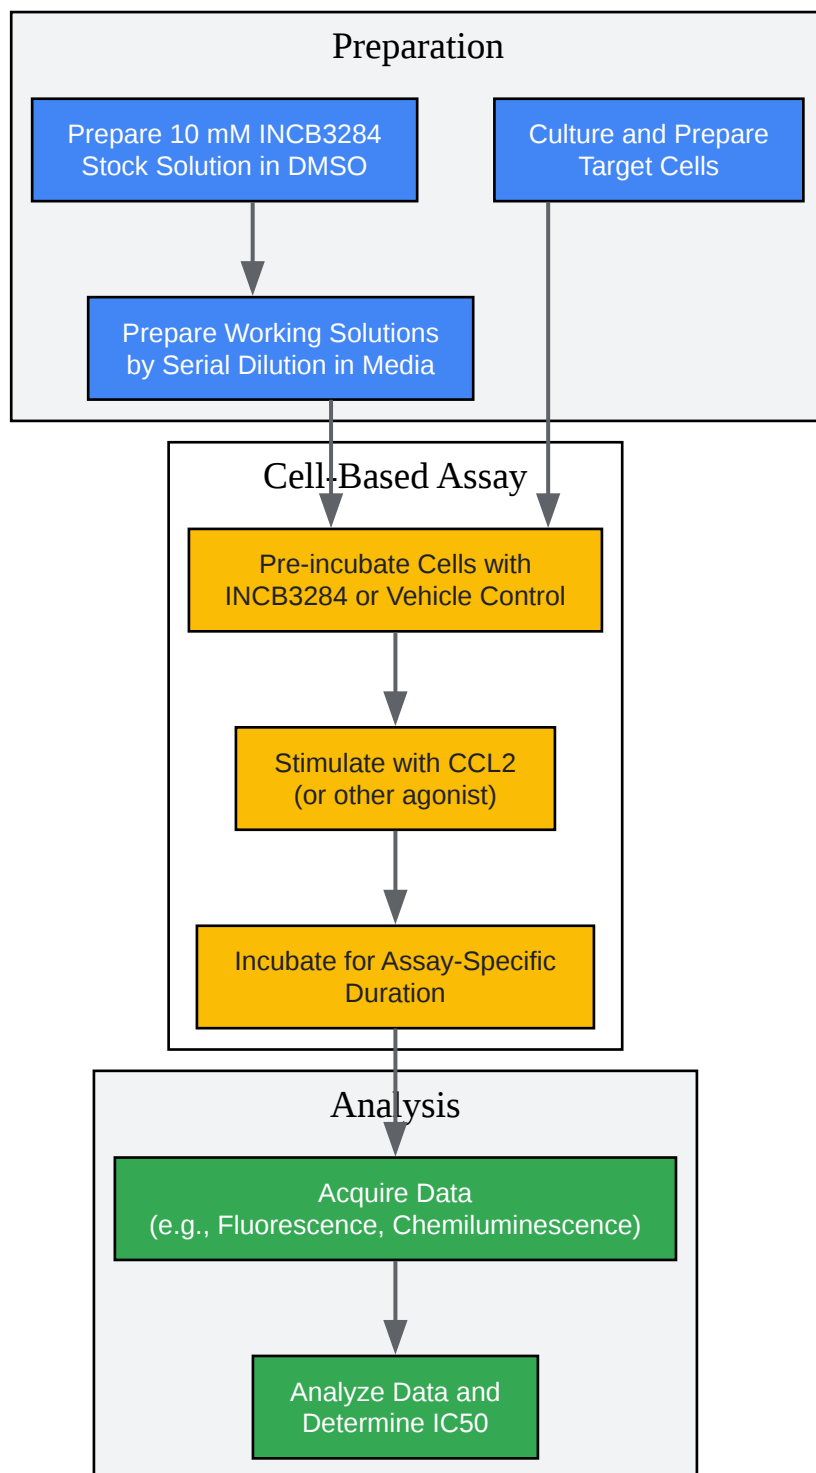 Preparation
Prepare 10 mM INCB3284
Stock Solution in DMSO
Culture and Prepare
Target Cells
Prepare Working Solutions
by Serial Dilution in Media
Cell-Based Assay
Pre-incubate Cells with
INCB3284 or Vehicle Control
Stimulate with CCL2
(or other agonist)
Incubate for Assay-Specific
Duration
Analysis
Acquire Data
(e.g., Fluorescence, Chemiluminescence)
Analyze Data and
Determine IC50